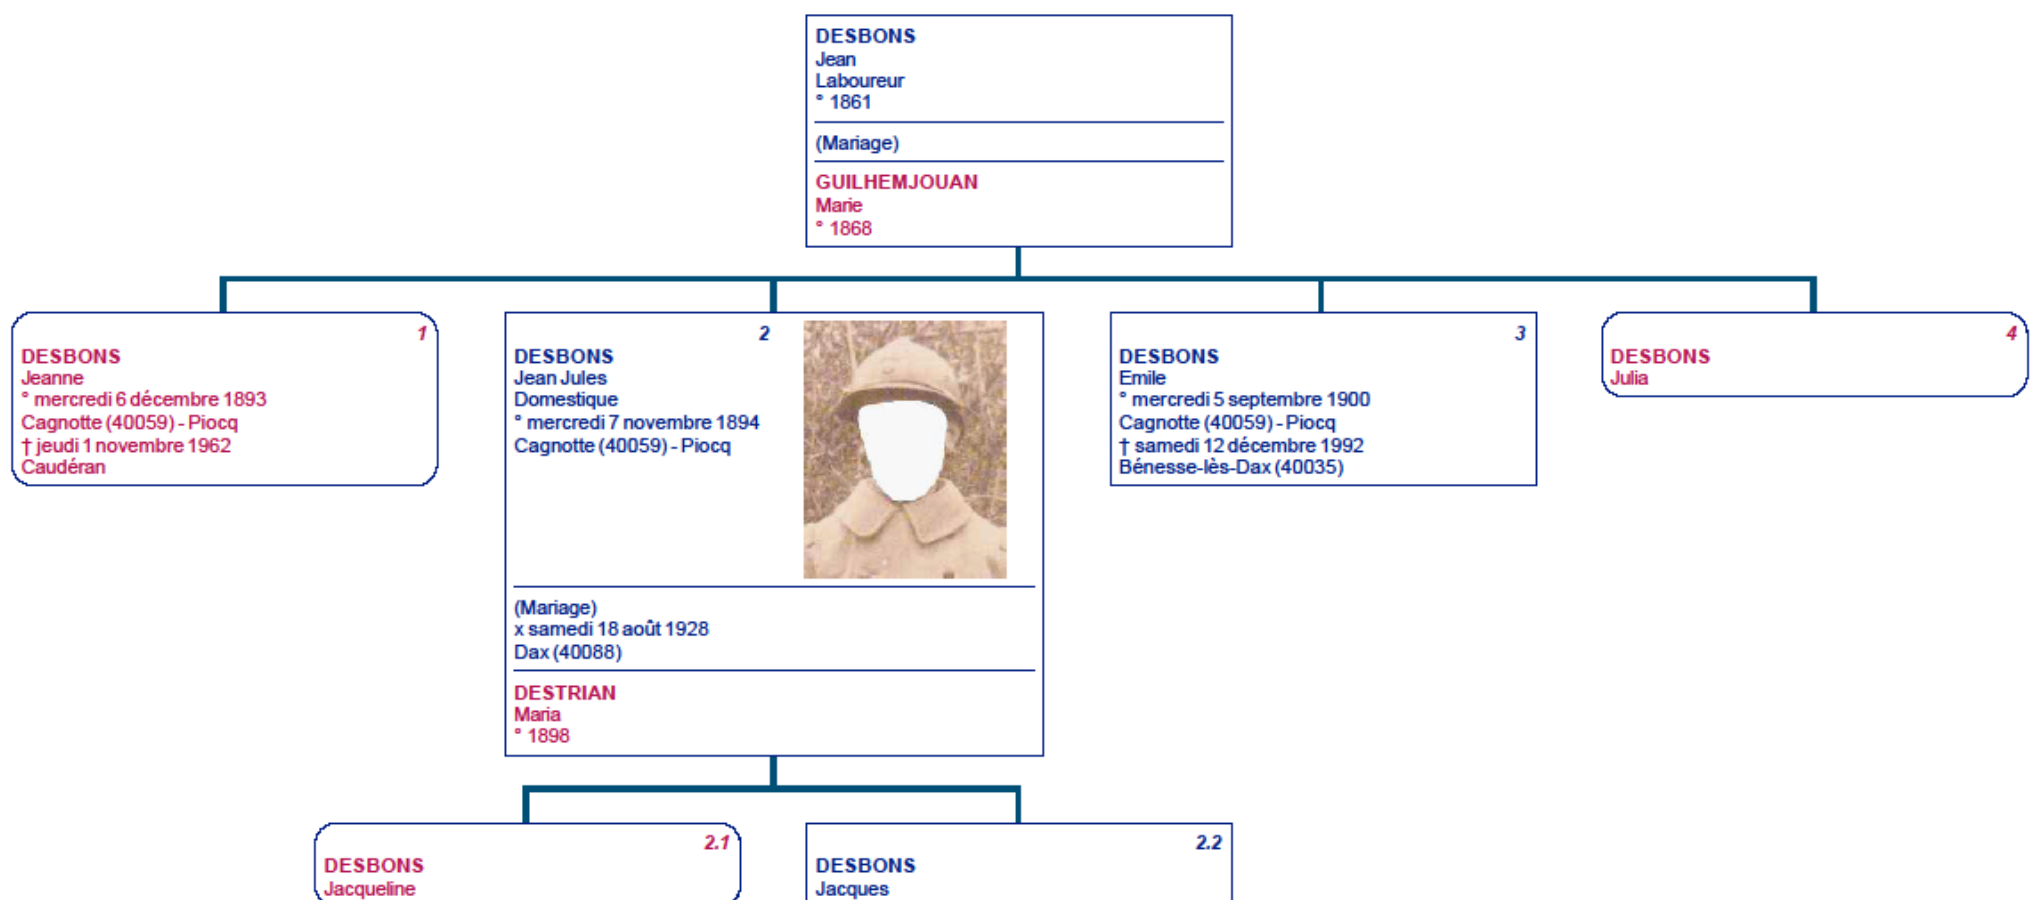 DESBONS
Jean
Laboureur
° 1861
(Mariage)
GUILHEMJOUAN
Marie
° 1868
1
DESBONS
Jeanne
° mercredi 6 décembre 1893
Cagnotte (40059) - Piocq
† jeudi 1 novembre 1962
Caudéran
2
DESBONS
Jean Jules
Domestique
° mercredi 7 novembre 1894
Cagnotte (40059) - Piocq
(Mariage)
x samedi 18 août 1928
Dax (40088)
DESTRIAN
Maria
° 1898
3
DESBONS
Emile
° mercredi 5 septembre 1900
Cagnotte (40059) - Piocq
† samedi 12 décembre 1992
Bénesse-lès-Dax (40035)
4
DESBONS
Julia
2.1
DESBONS
Jacqueline
2.2
DESBONS
Jacques